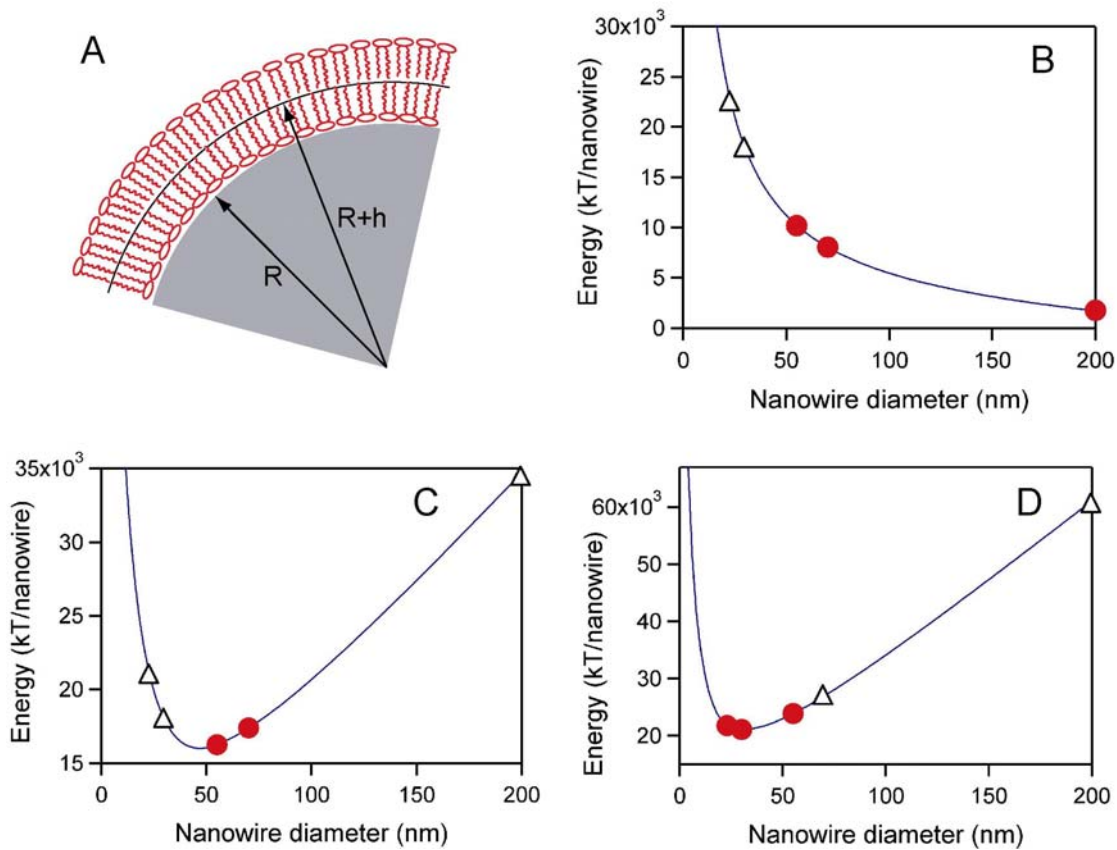 A
R+h
R
B
30x10³
25
20
15
10
5
0
Energy (kT/nanowire)
0 50 100 150 200
Nanowire diameter (nm)
C
35x10³
30
25
20
15
Energy (kT/nanowire)
0 50 100 150 200
Nanowire diameter (nm)
D
60x10³
50
40
30
20
Energy (kT/nanowire)
0 50 100 150 200
Nanowire diameter (nm)